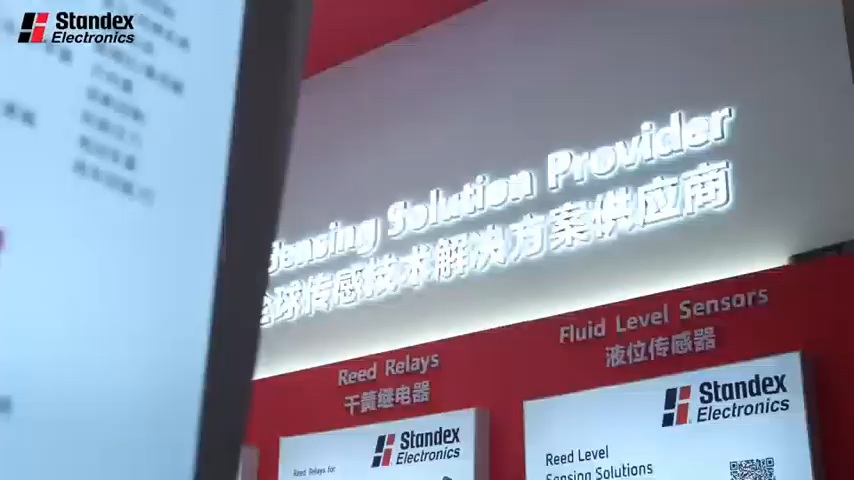 Standex
Electronics
Sensing Solution Provider
全球传感技术解决方案供应商
Reed Relays
干簧继电器
Fluid Level Sensors
液位传感器
Standex
Electronics
Reed Relays for
Standex
Electronics
Reed Level
Sensing Solutions